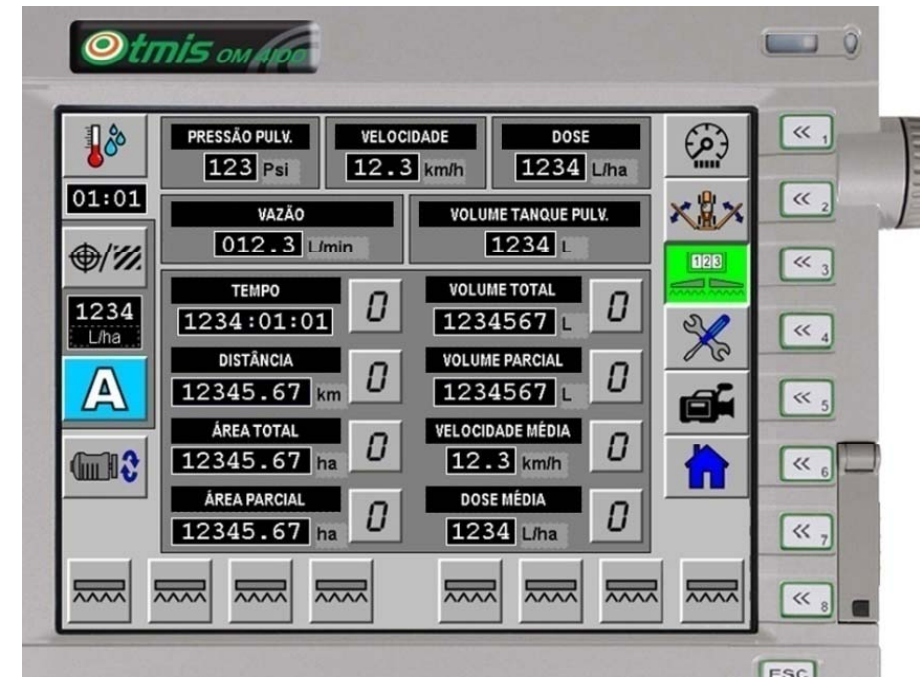 Otmis OM 4100
PRESSÃO PULV.
123 Psi
VELOCIDADE
12.3 km/h
DOSE
1234 L/ha
01:01
VAZÃO
012.3 L/min
VOLUME TANQUE PULV.
1234 L
1234
L/ha
A
TEMPO
1234:01:01 0
DISTÂNCIA
12345.67 km 0
ÁREA TOTAL
12345.67 ha 0
ÁREA PARCIAL
12345.67 ha 0
VOLUME TOTAL
1234567 L 0
VOLUME PARCIAL
1234567 L 0
VELOCIDADE MÉDIA
12.3 km/h 0
DOSE MÉDIA
1234 L/ha 0
123
<< 1
<< 2
<< 3
<< 4
<< 5
<< 6
<< 7
<< 8
ESC